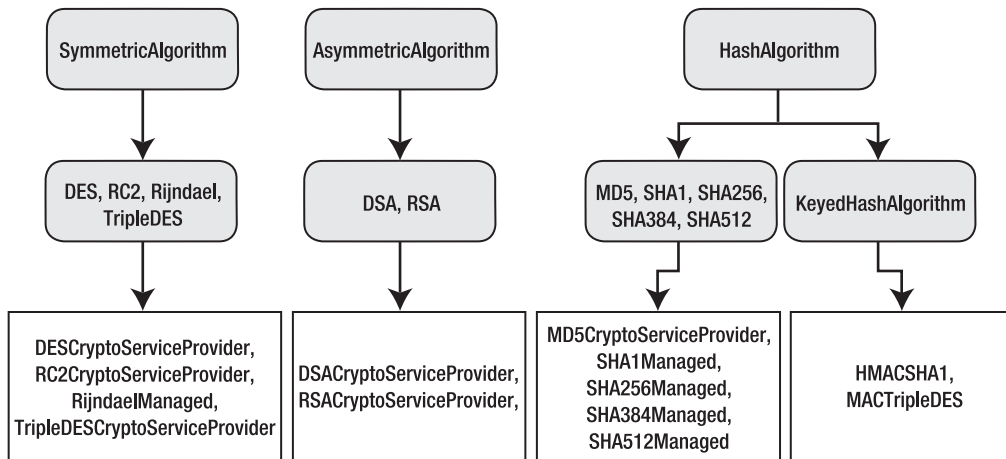 SymmetricAlgorithm
AsymmetricAlgorithm
HashAlgorithm
DES, RC2, Rijndael,
TripleDES
DSA, RSA
MD5, SHA1, SHA256,
SHA384, SHA512
KeyedHashAlgorithm
DESCryptoServiceProvider,
RC2CryptoServiceProvider,
RijndaelManaged,
TripleDESCryptoServiceProvider
DSACryptoServiceProvider,
RSACryptoServiceProvider,
MD5CryptoServiceProvider,
SHA1Managed,
SHA256Managed,
SHA384Managed,
SHA512Managed
HMACSHA1,
MACTripleDES